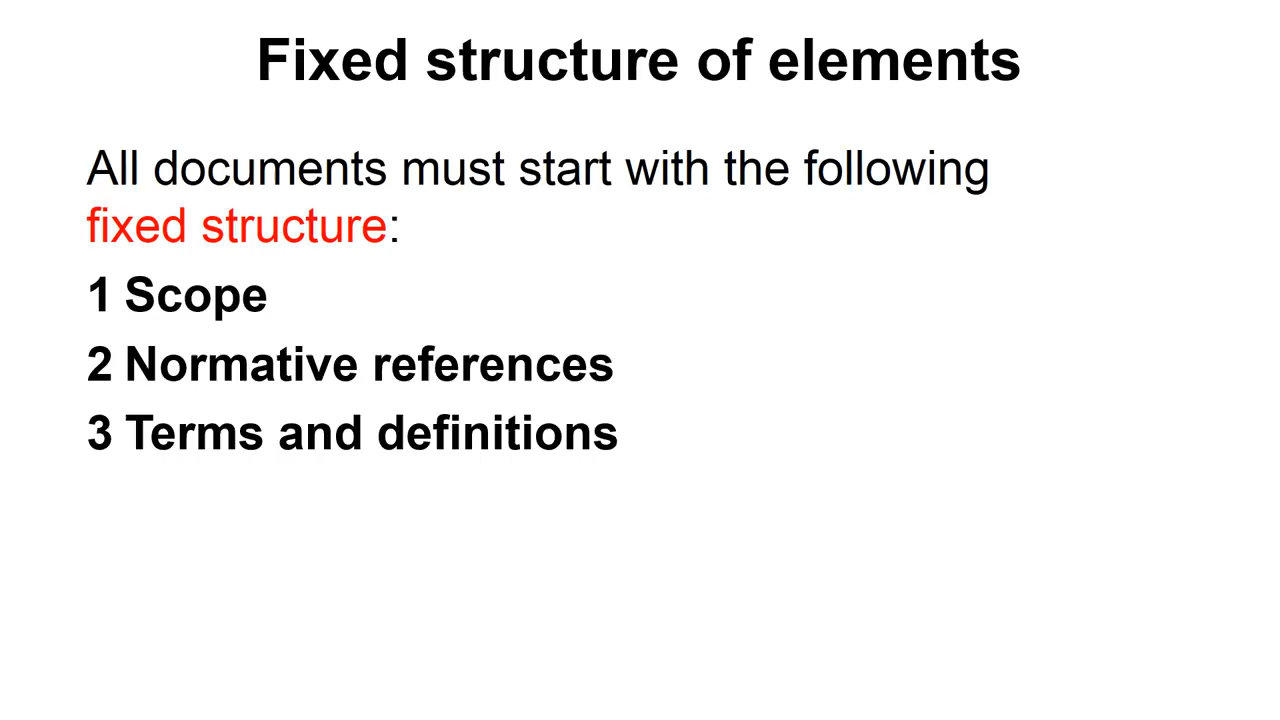 Fixed structure of elements
All documents must start with the following
fixed structure:
1 Scope
2 Normative references
3 Terms and definitions